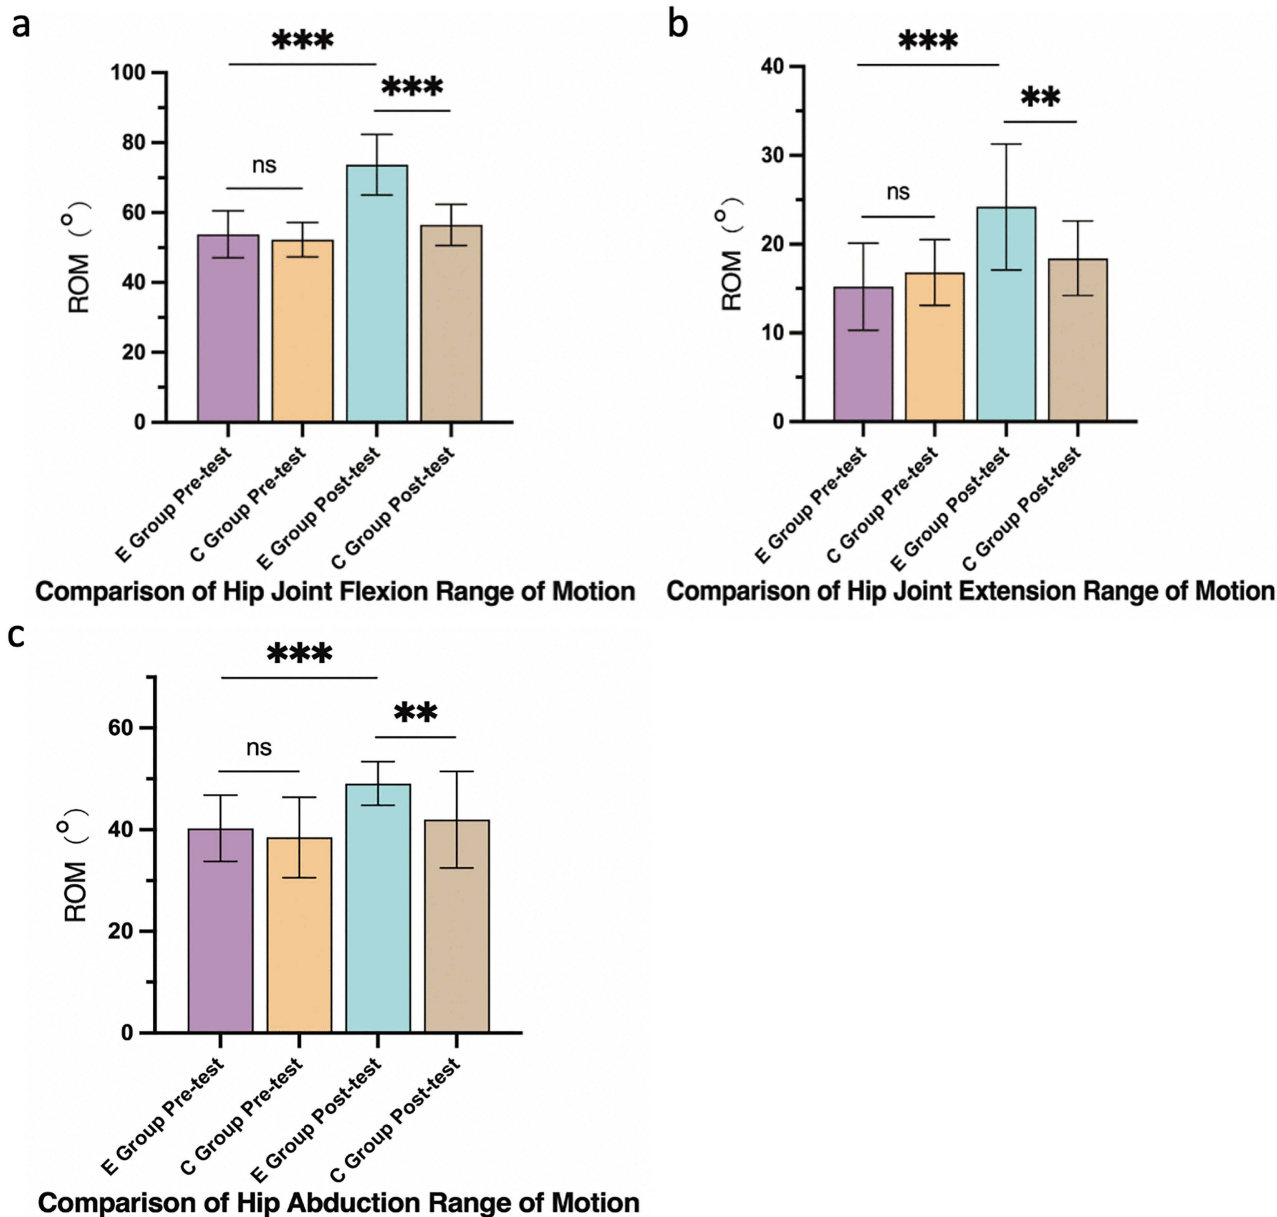 a
***
***
ns
100
80
60
40
20
0
ROM (°)
E Group Pre-test
C Group Pre-test
E Group Post-test
C Group Post-test
Comparison of Hip Joint Flexion Range of Motion
b
***
**
ns
40
30
20
10
0
ROM (°)
E Group Pre-test
C Group Pre-test
E Group Post-test
C Group Post-test
Comparison of Hip Joint Extension Range of Motion
c
***
**
ns
60
40
20
0
ROM (°)
E Group Pre-test
C Group Pre-test
E Group Post-test
C Group Post-test
Comparison of Hip Abduction Range of Motion